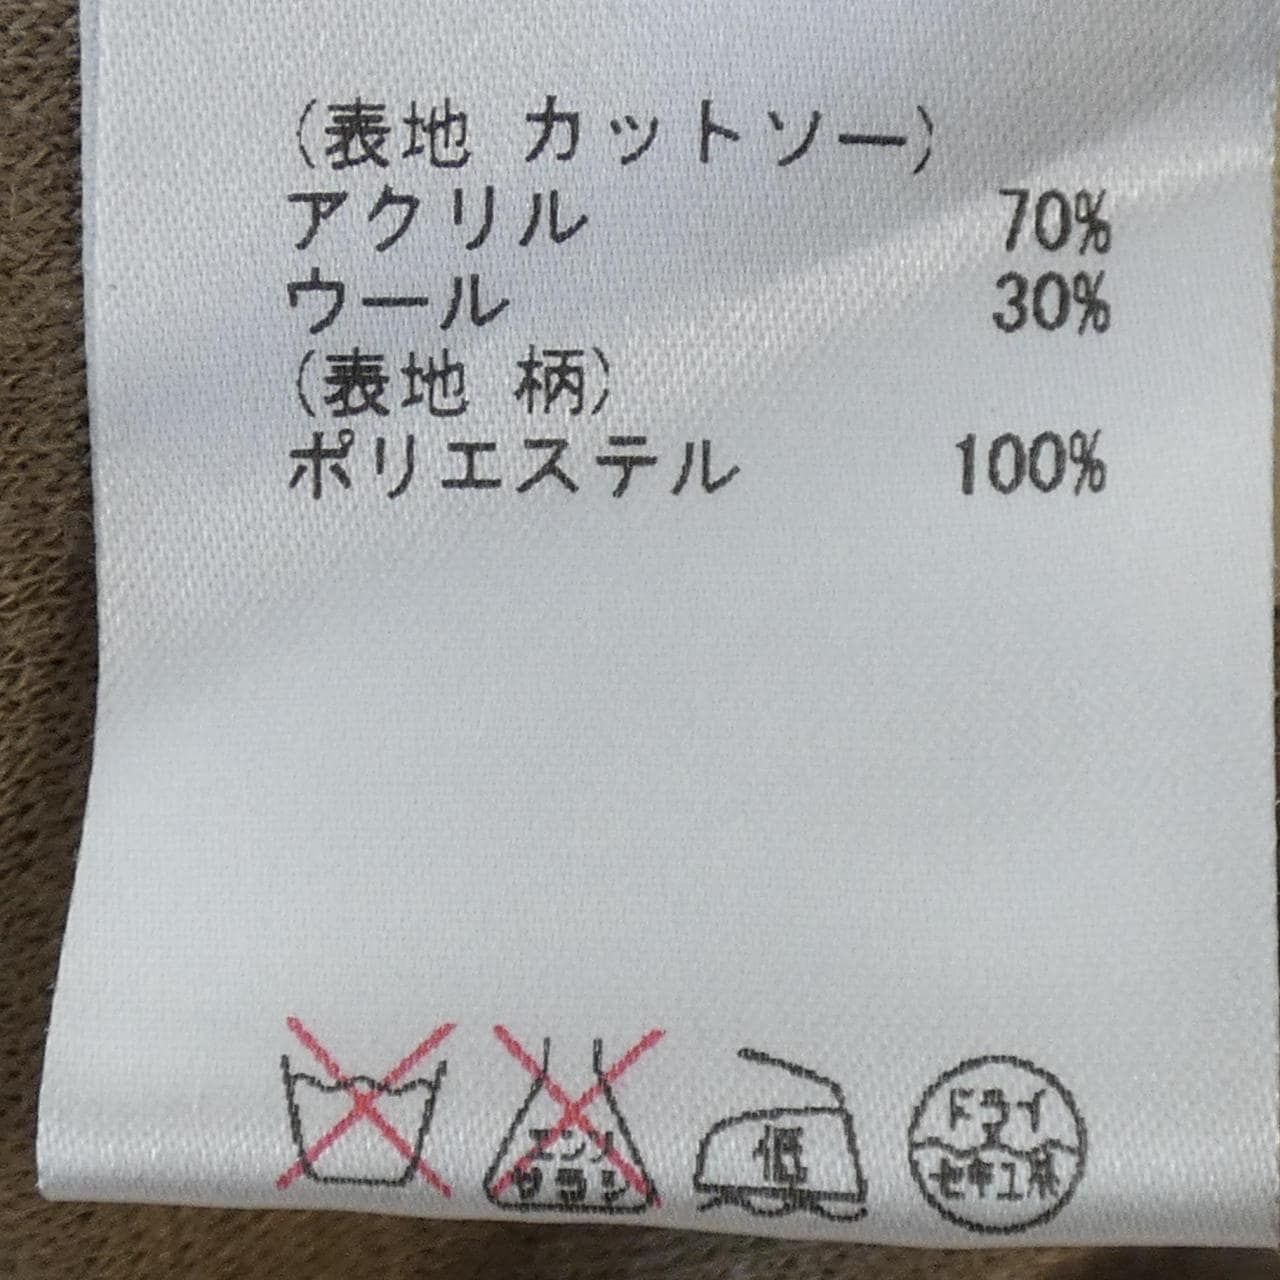 (表地 カットソー)
アクリル 70%
ウール 30%
(表地 柄)
ポリエステル 100%
エンソ
サラシ
低
ドライ
セキユ系